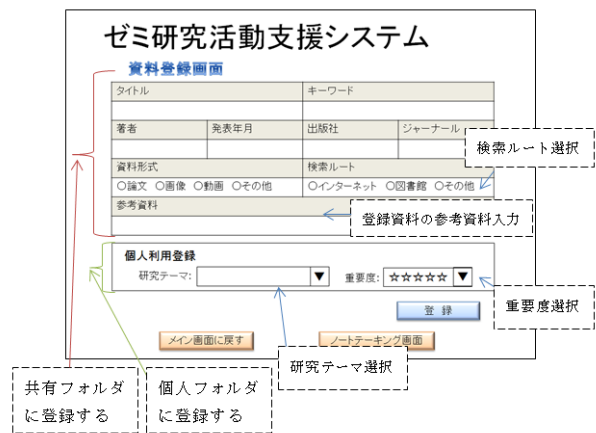 ゼミ研究活動支援システム
資料登録画面
タイトル キーワード
著者 発表年月 出版社 ジャーナール
検索ルート選択
資料形式 検索ルート
○論文 ○画像 ○動画 ○その他 ○インターネット ○図書館 ○その他
参考資料
登録資料の参考資料入力
個人利用登録
研究テーマ: ▼ 重要度: ☆☆☆☆☆ ▼
登 録
重要度選択
メイン画面に戻す ノートテーキング画面
研究テーマ選択
共有フォルダ
に登録する
個人フォルダ
に登録する